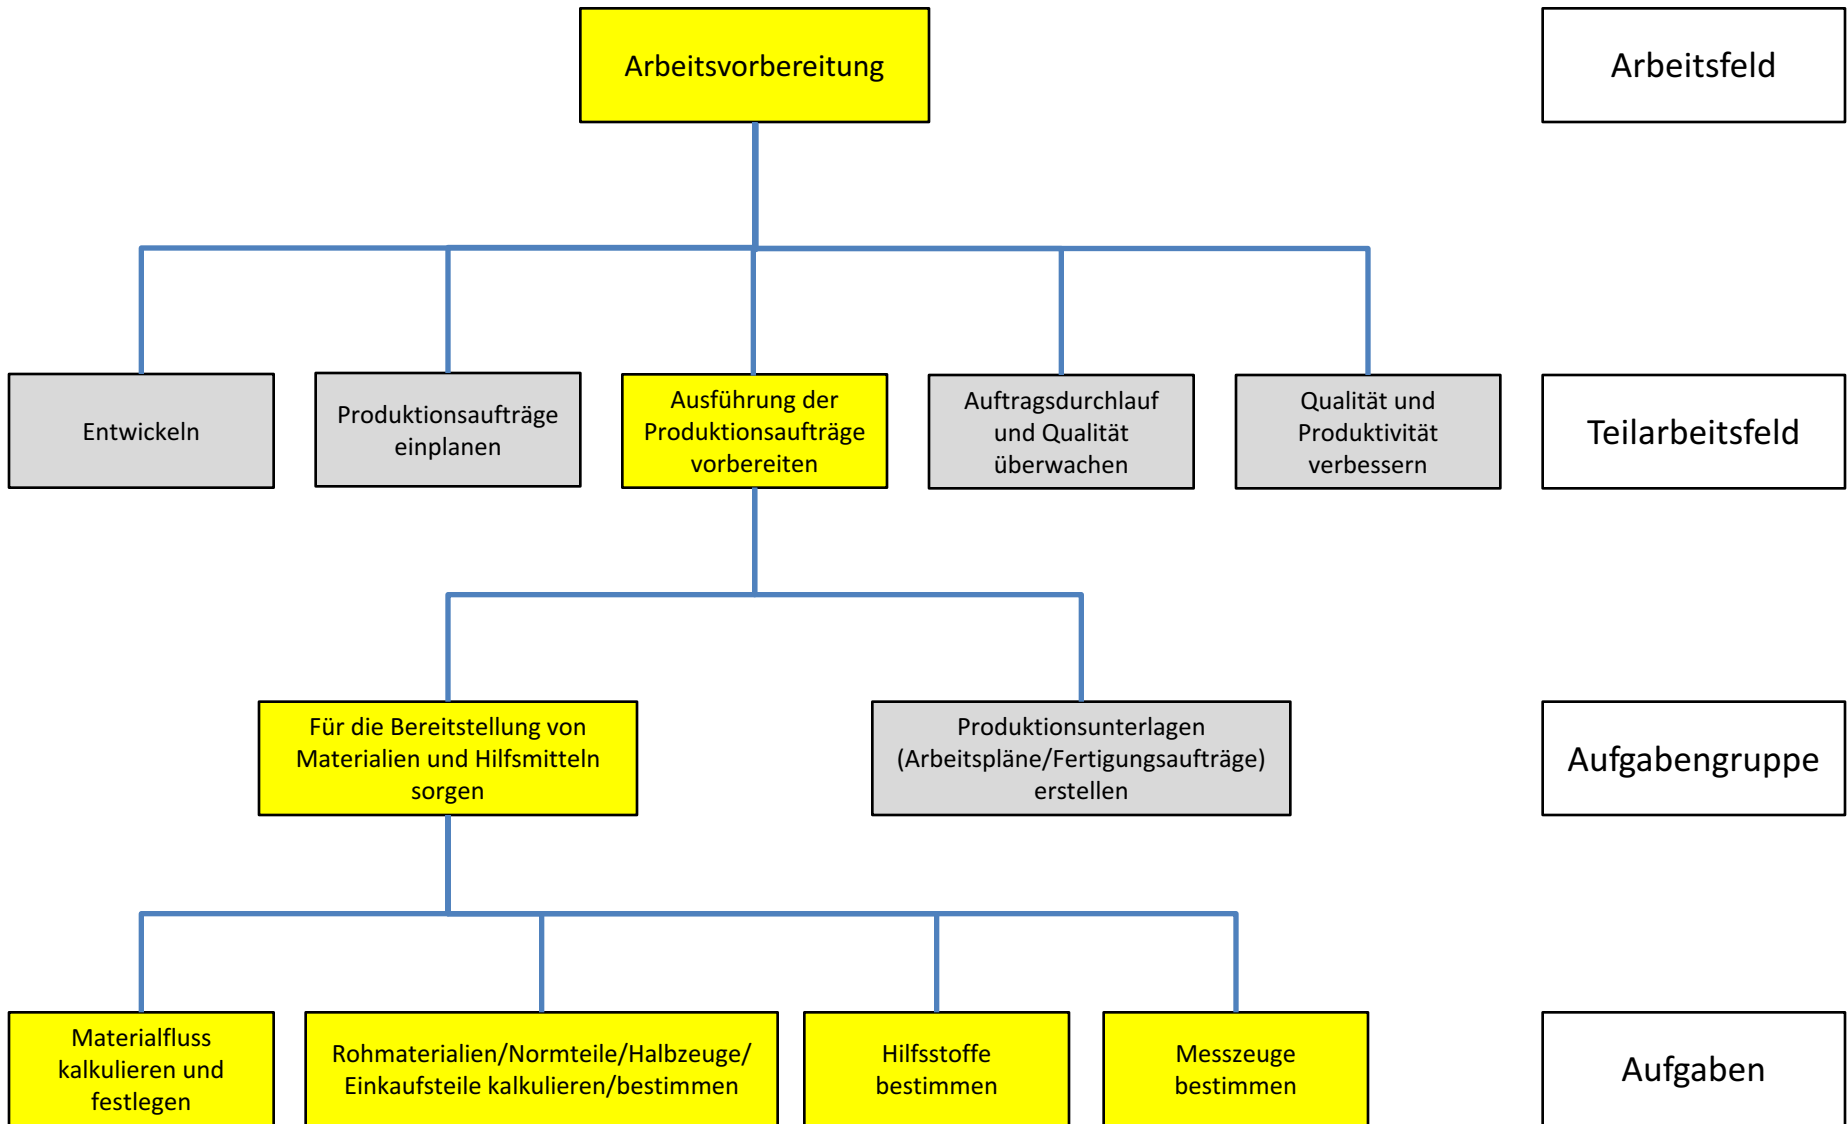 Arbeitsvorbereitung
Arbeitsfeld
Entwickeln
Produktionsaufträge
einplanen
Ausführung der
Produktionsaufträge
vorbereiten
Auftragsdurchlauf
und Qualität
überwachen
Qualität und
Produktivität
verbessern
Teilarbeitsfeld
Für die Bereitstellung von
Materialien und Hilfsmitteln
sorgen
Produktionsunterlagen
(Arbeitspläne/Fertigungsaufträge)
erstellen
Aufgabengruppe
Materialfluss
kalkulieren und
festlegen
Rohmaterialien/Normteile/Halbzeuge/
Einkaufsteile kalkulieren/bestimmen
Hilfsstoffe
bestimmen
Messzeuge
bestimmen
Aufgaben